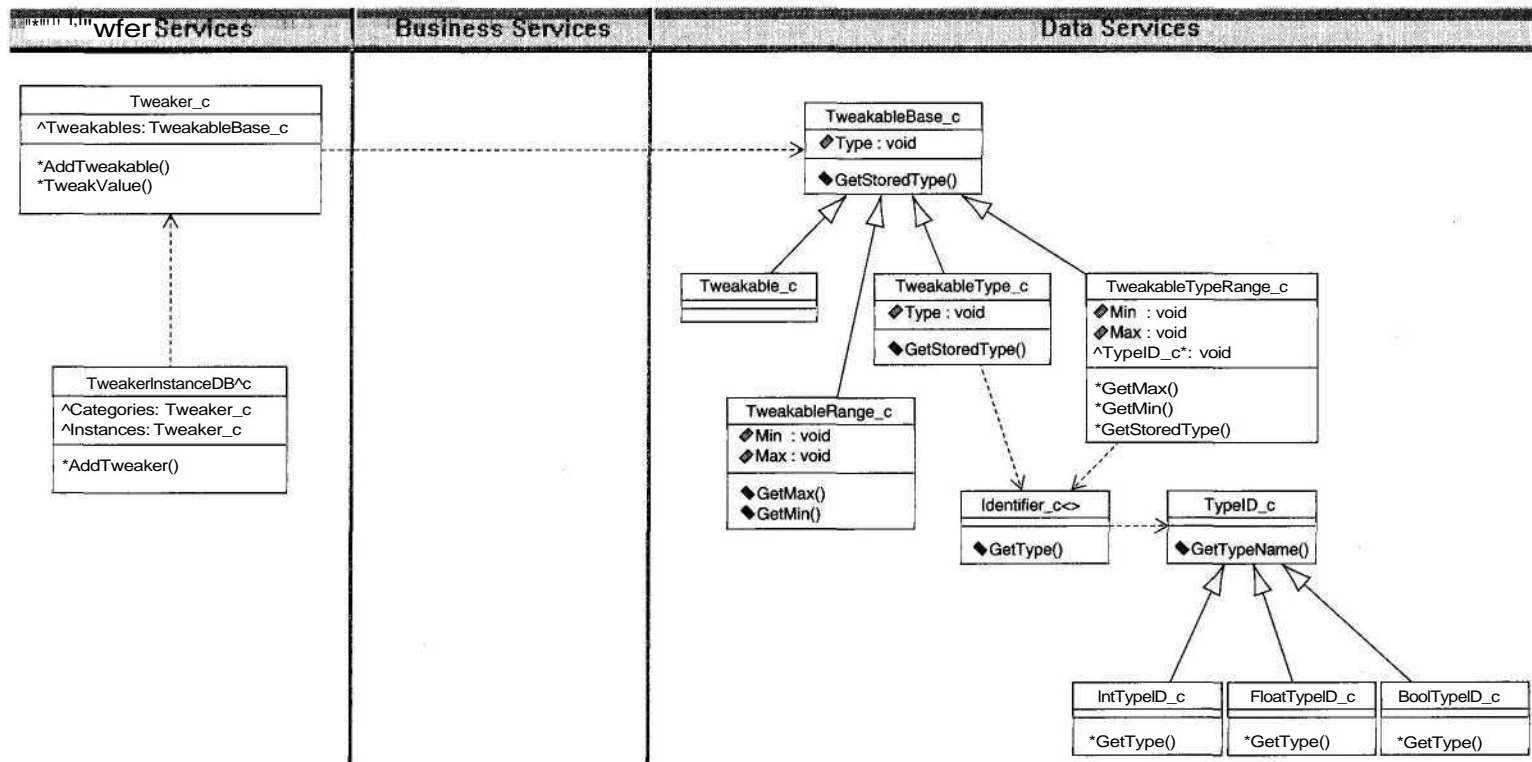 wfer Services
Business Services
Data Services
Tweaker_c
^Tweakables: TweakableBase_c
*AddTweakable()
*TweakValue()
TweakableBase_c
Type : void
GetStoredType()
Tweakable_c
TweakableType_c
Type : void
GetStoredType()
TweakableTypeRange_c
Min : void
Max : void
^TypeID_c*: void
*GetMax()
*GetMin()
*GetStoredType()
TweakerInstanceDB^c
^Categories: Tweaker_c
^Instances: Tweaker_c
*AddTweaker()
TweakableRange_c
Min : void
Max : void
GetMax()
GetMin()
Identifier_c<>
GetType()
TypeID_c
GetTypeName()
IntTypeID_c
*GetType()
FloatTypeID_c
*GetType()
BoolTypeID_c
*GetType()